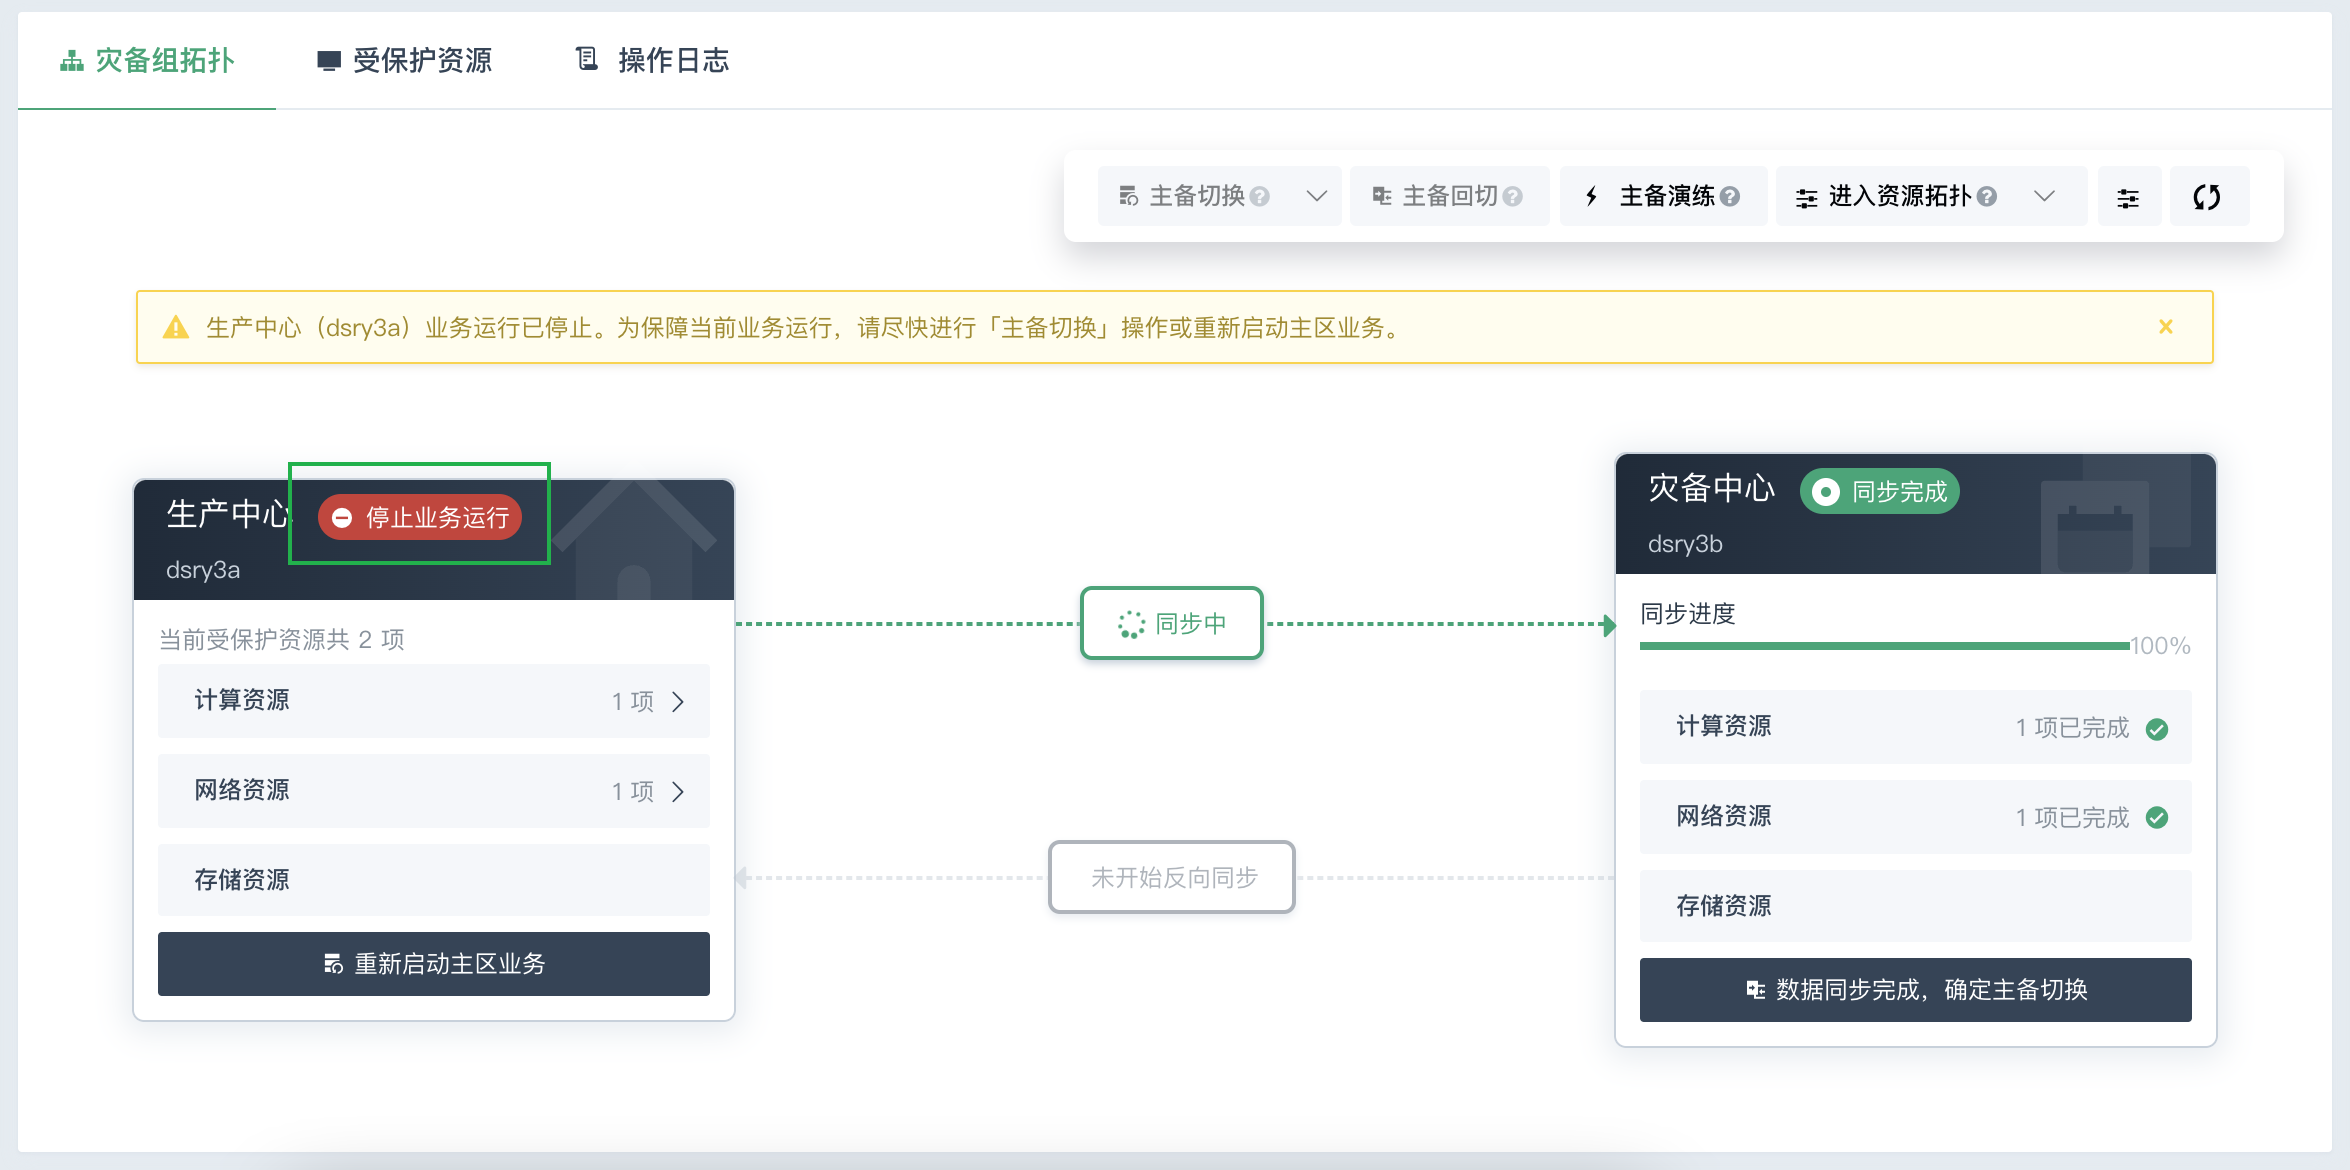 灾备组拓扑
受保护资源
操作日志
主备切换
主备回切
主备演练
进入资源拓扑
生产中心（dsry3a）业务运行已停止。为保障当前业务运行，请尽快进行「主备切换」操作或重新启动主区业务。
生产中心
停止业务运行
dsry3a
当前受保护资源共 2 项
计算资源 1 项
网络资源 1 项
存储资源
重新启动主区业务
同步中
未开始反向同步
灾备中心
同步完成
dsry3b
同步进度
100%
计算资源 1 项已完成
网络资源 1 项已完成
存储资源
数据同步完成，确定主备切换